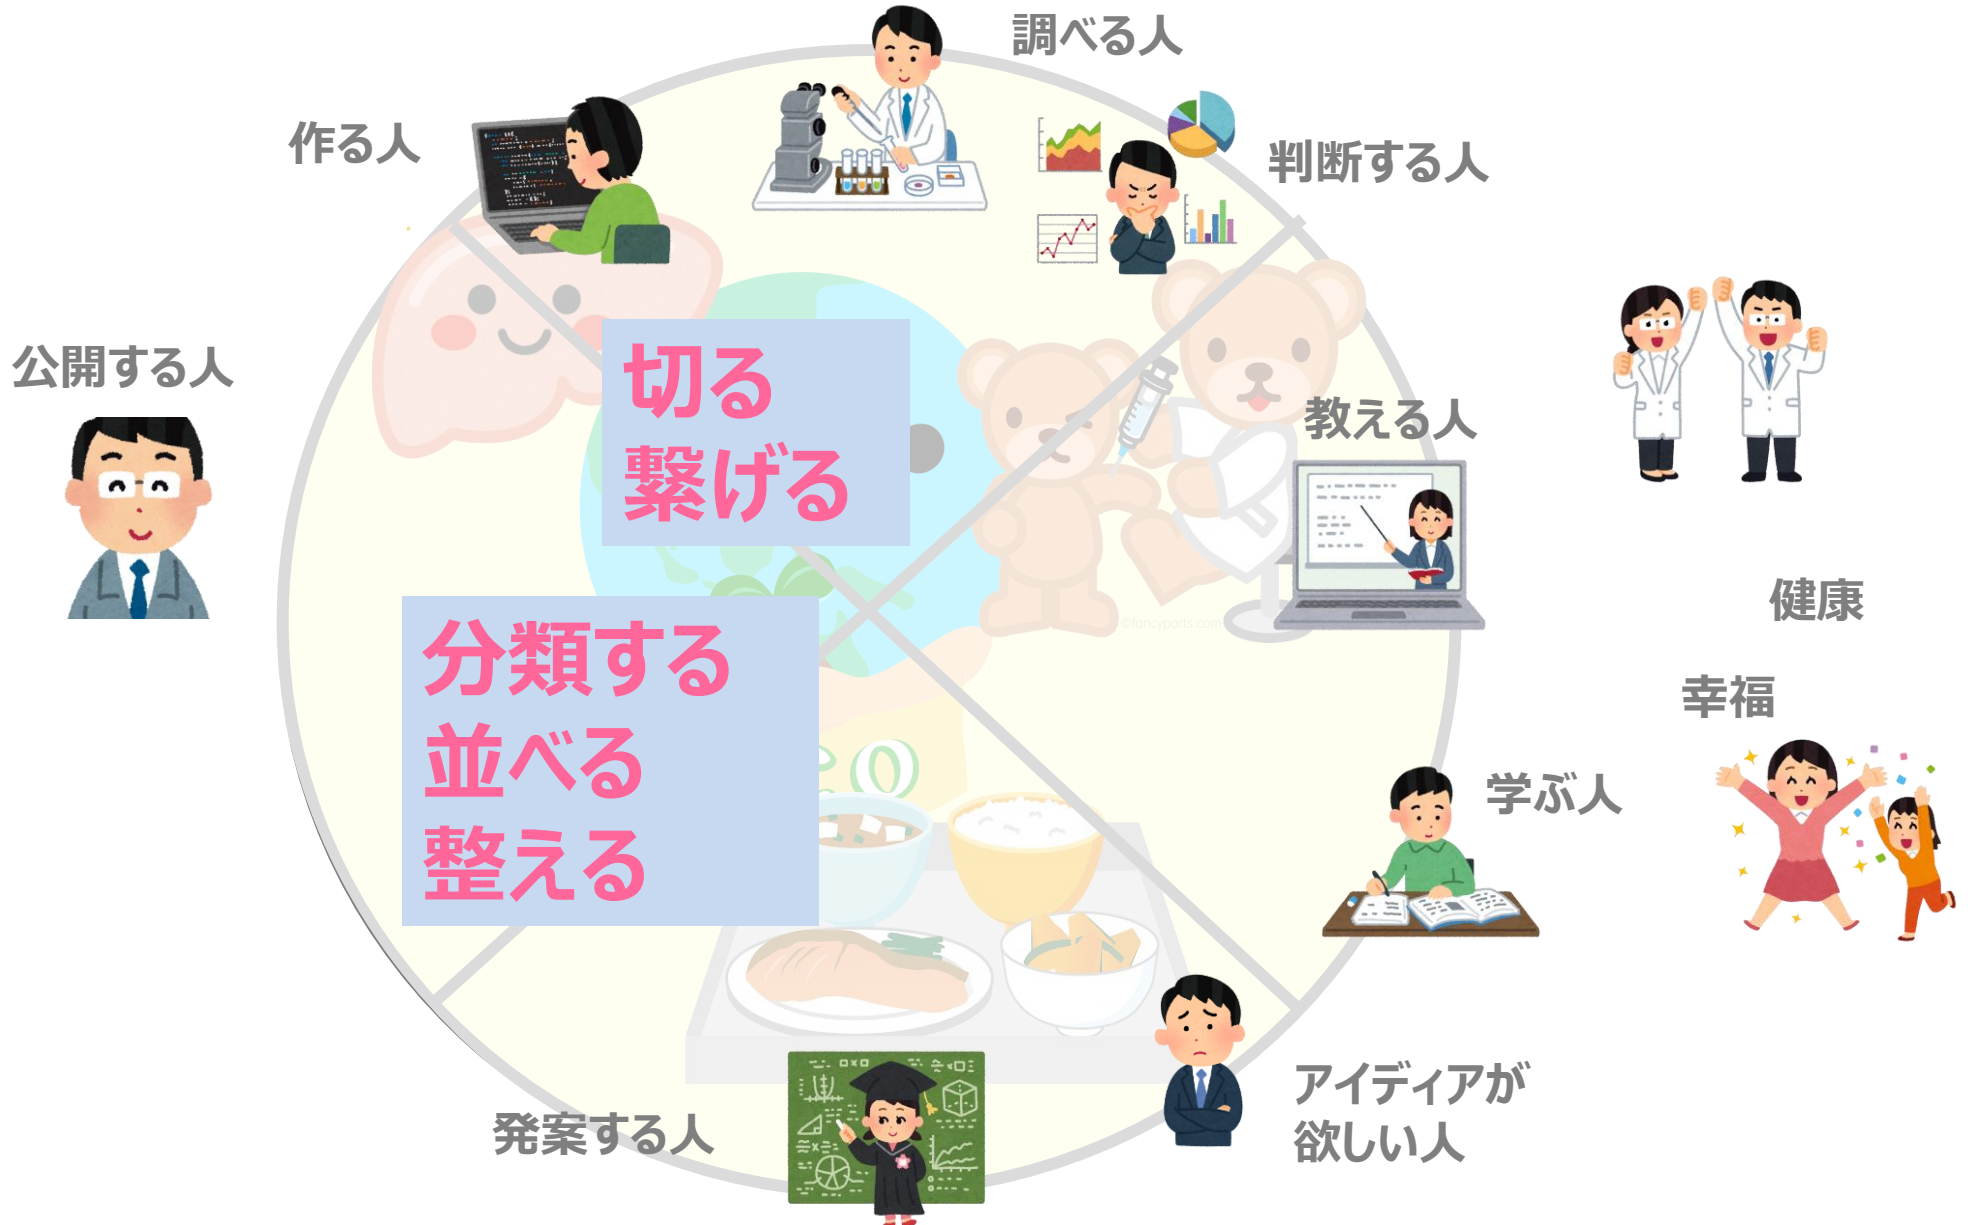 調べる人
作る人
判断する人
公開する人
切る
繋げる
教える人
©fancyparts.com
健康
分類する
並べる
整える
幸福
学ぶ人
アイディアが
欲しい人
発案する人